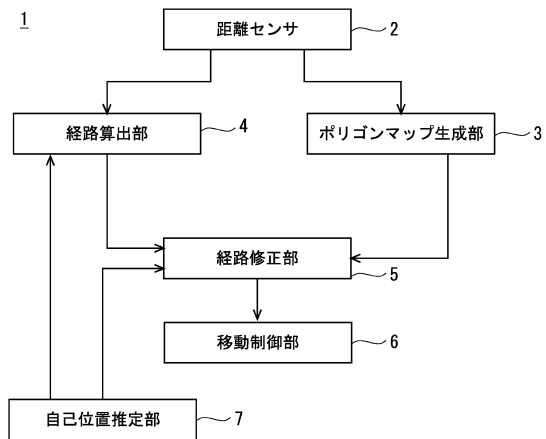 1
距離センサ
2
経路算出部
4
ポリゴンマップ生成部
3
経路修正部
5
移動制御部
6
自己位置推定部
7